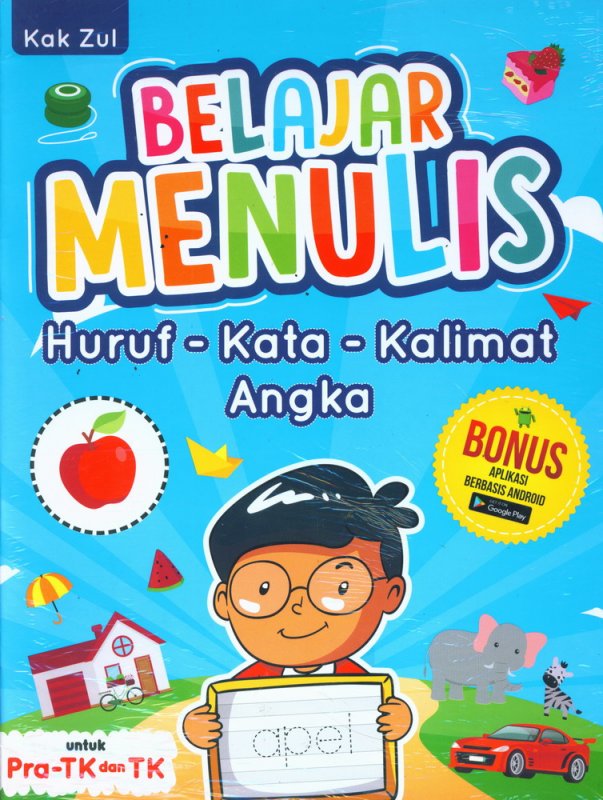 Kak Zul
BELAJAR
MENULIS
Huruf - Kata - Kalimat
Angka
BONUS
APLIKASI
BERBASIS ANDROID
Google Play
apel
untuk
Pra-TK dan TK